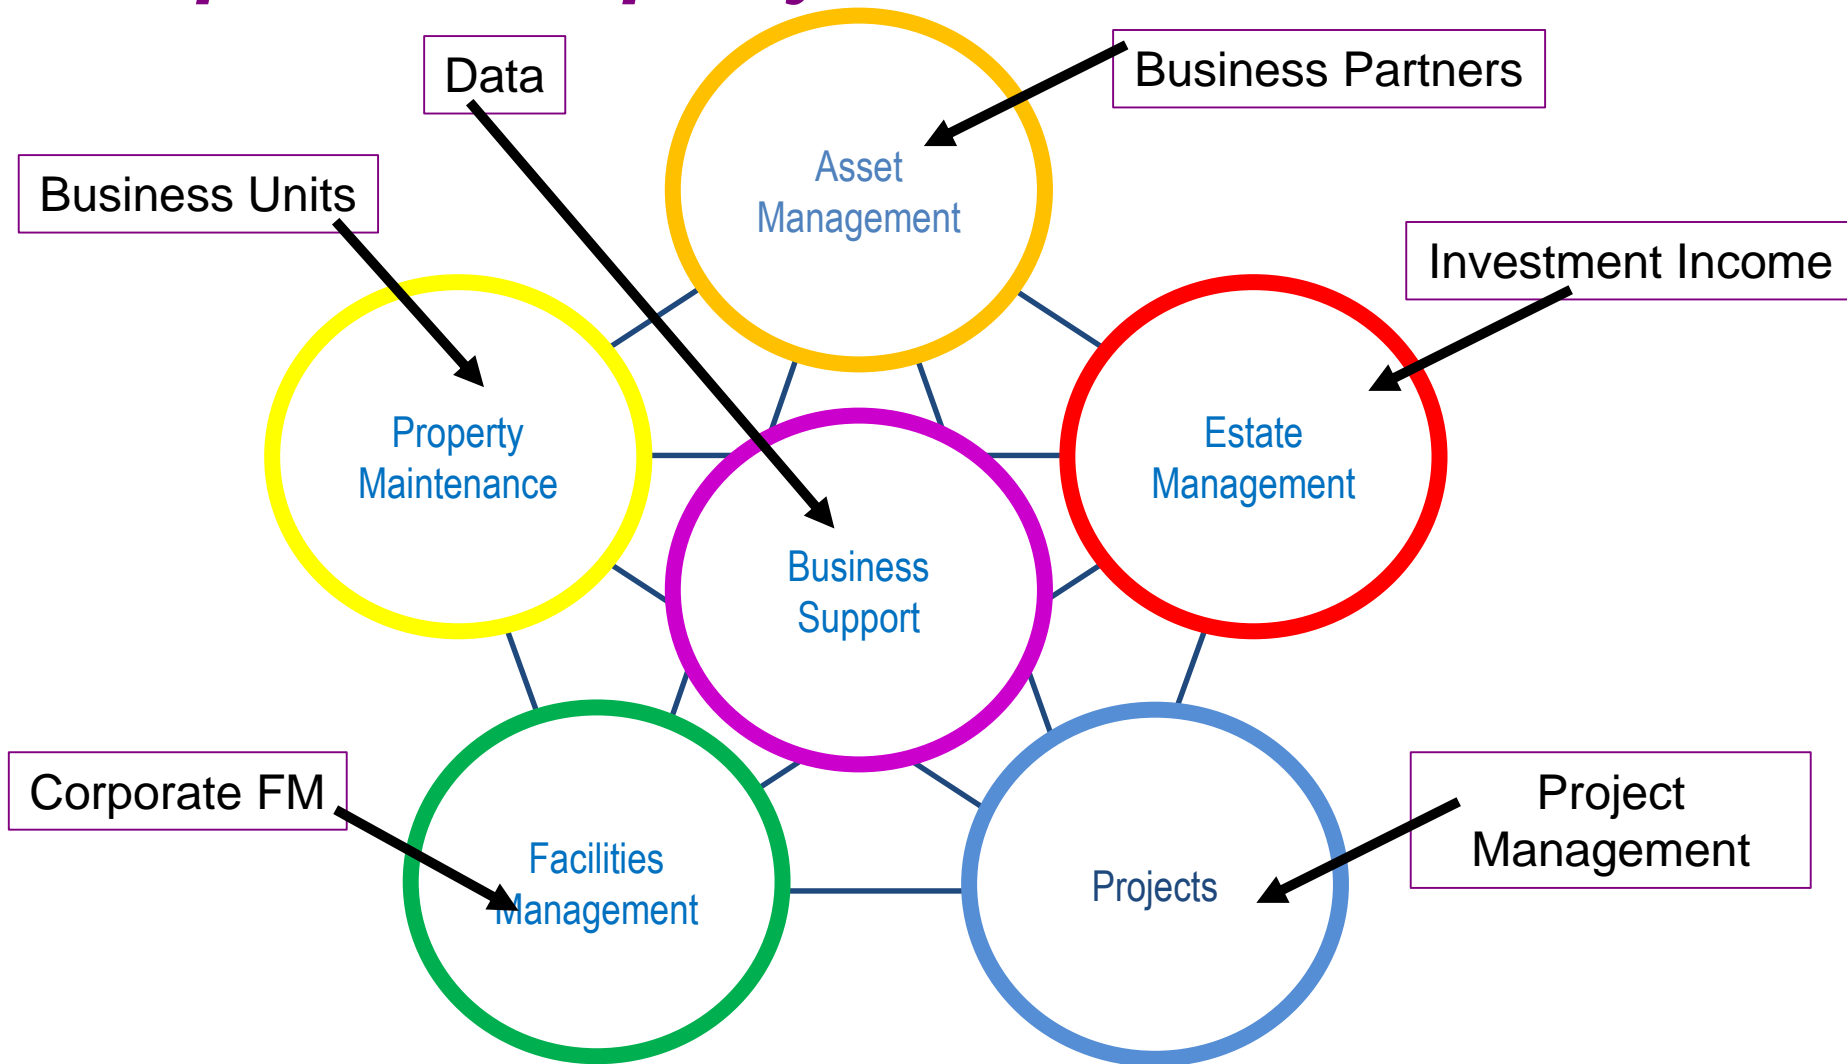 Data
Business Partners
Business Units
Asset
Management
Investment Income
Property
Maintenance
Estate
Management
Business
Support
Corporate FM
Facilities
Management
Projects
Project
Management